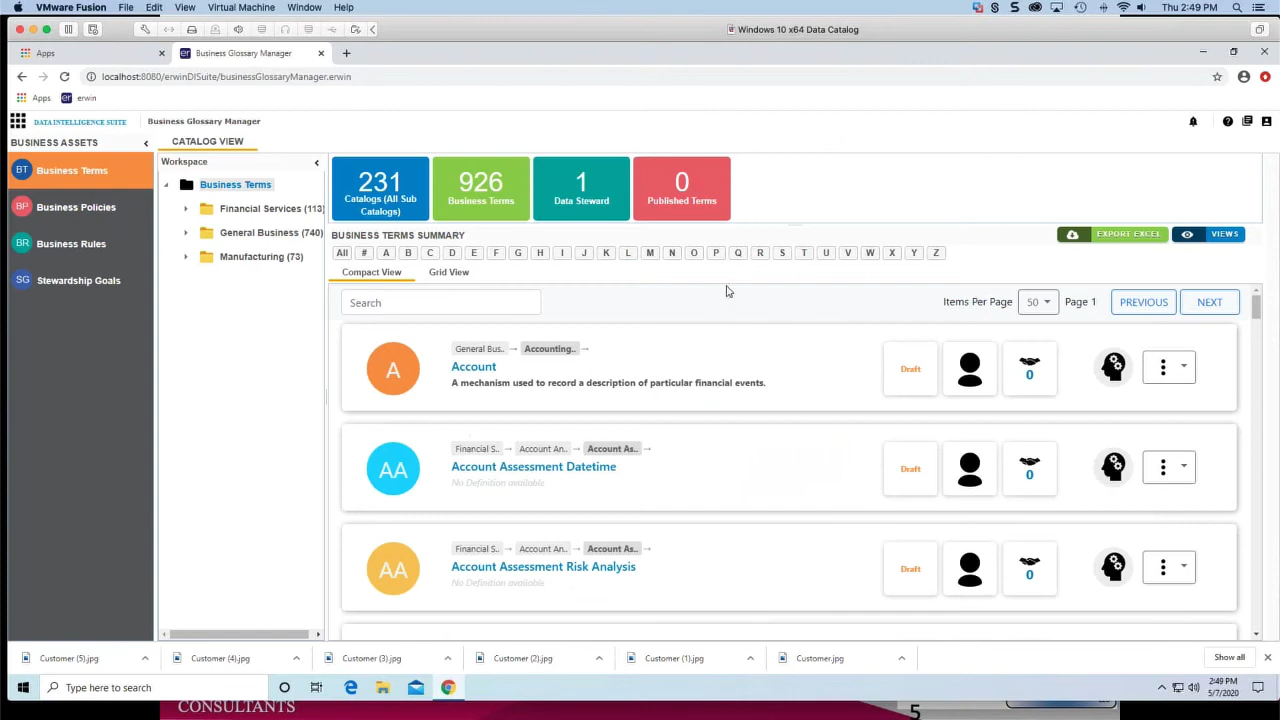 VMware Fusion File Edit View Virtual Machine Window Help Thu 2:49 PM
Windows 10 x64 Data Catalog
Apps Business Glossary Manager
localhost:8080/erwinDISuite/businessGlossaryManager.erwin
Apps erwin
DATA INTELLIGENCE SUITE Business Glossary Manager
BUSINESS ASSETS
BT Business Terms
BP Business Policies
BR Business Rules
SG Stewardship Goals
CATALOG VIEW
Workspace
Business Terms
Financial Services (113)
General Business (740)
Manufacturing (73)
231
Catalogs (All Sub
Catalogs)
926
Business Terms
1
Data Steward
0
Published Terms
BUSINESS TERMS SUMMARY EXPORT EXCEL VIEWS
All # A B C D E F G H I J K L M N O P Q R S T U V W X Y Z
Compact View Grid View
Search Items Per Page 50 Page 1 PREVIOUS NEXT
A
General Bus.. → Accounting.. →
Account
A mechanism used to record a description of particular financial events.
Draft 0
AA
Financial S.. → Account An.. → Account As.. →
Account Assessment Datetime
No Definition available
Draft 0
AA
Financial S.. → Account An.. → Account As.. →
Account Assessment Risk Analysis
No Definition available
Draft 0
Customer (5).jpg Customer (4).jpg Customer (3).jpg Customer (2).jpg Customer (1).jpg Customer.jpg Show all
Type here to search
2:49 PM
5/7/2020
CONSULTANTS
5